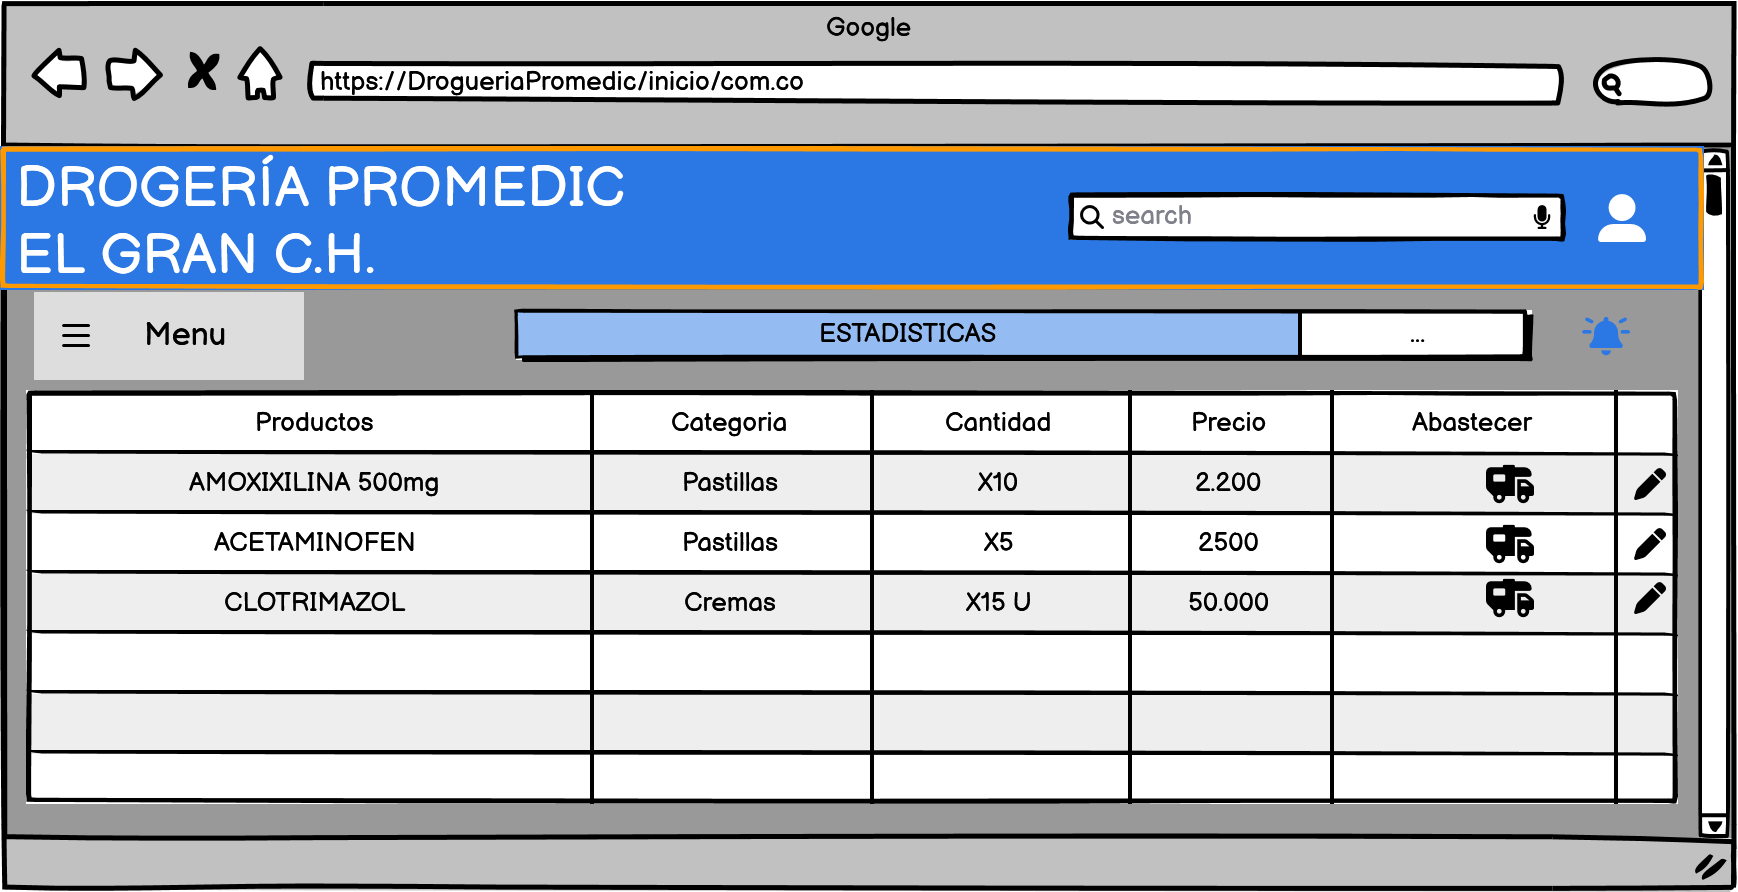 Google
https://DrogueriaPromedic/inicio/com.co
DROGERÍA PROMEDIC
EL GRAN C.H.
search
Menu
ESTADISTICAS
...
Productos Categoria Cantidad Precio Abastecer
AMOXIXILINA 500mg Pastillas X10 2.200
ACETAMINOFEN Pastillas X5 2500
CLOTRIMAZOL Cremas X15 U 50.000